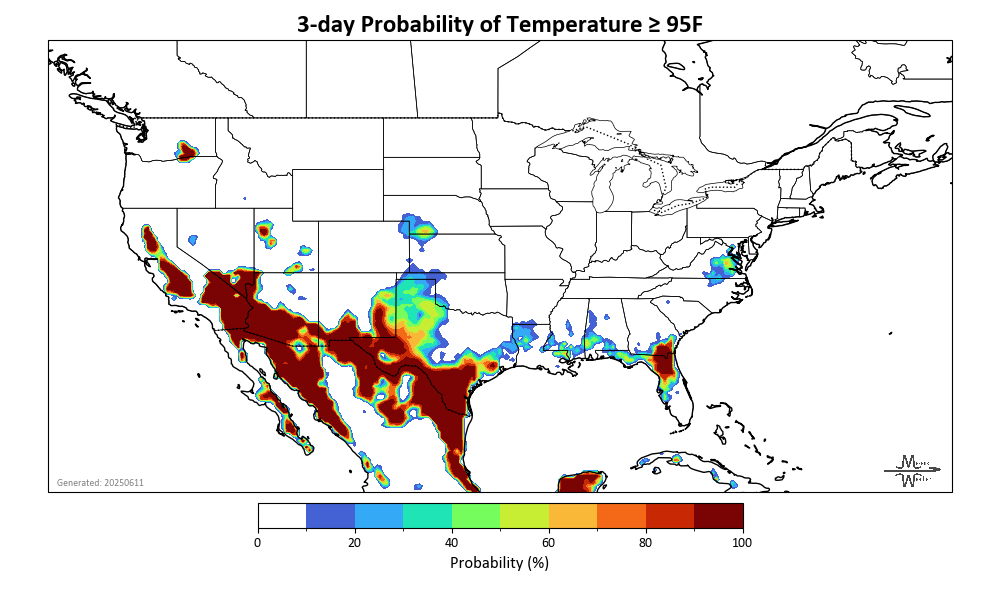 3-day Probability of Temperature ≥ 95F
Generated: 20250611
0 20 40 60 80 100
Probability (%)